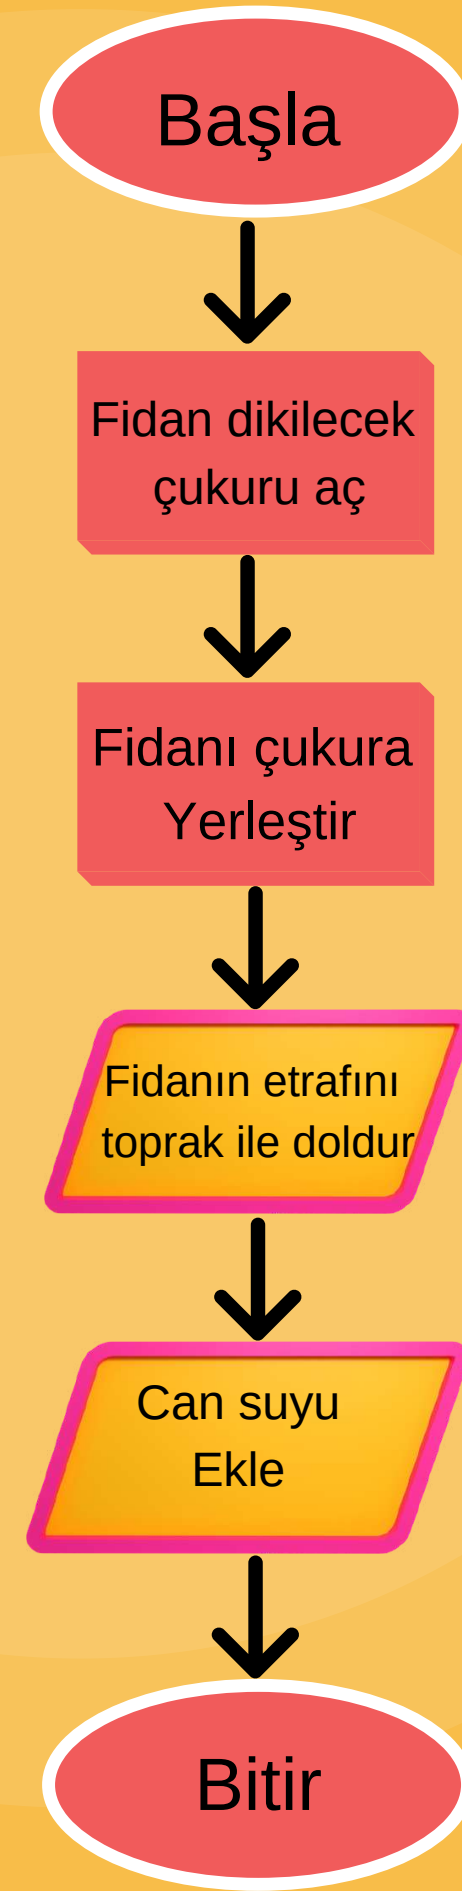 Başla
Fidan dikilecek
çukuru aç
Fidanı çukura
Yerleştir
Fidanın etrafını
toprak ile doldur
Can suyu
Ekle
Bitir